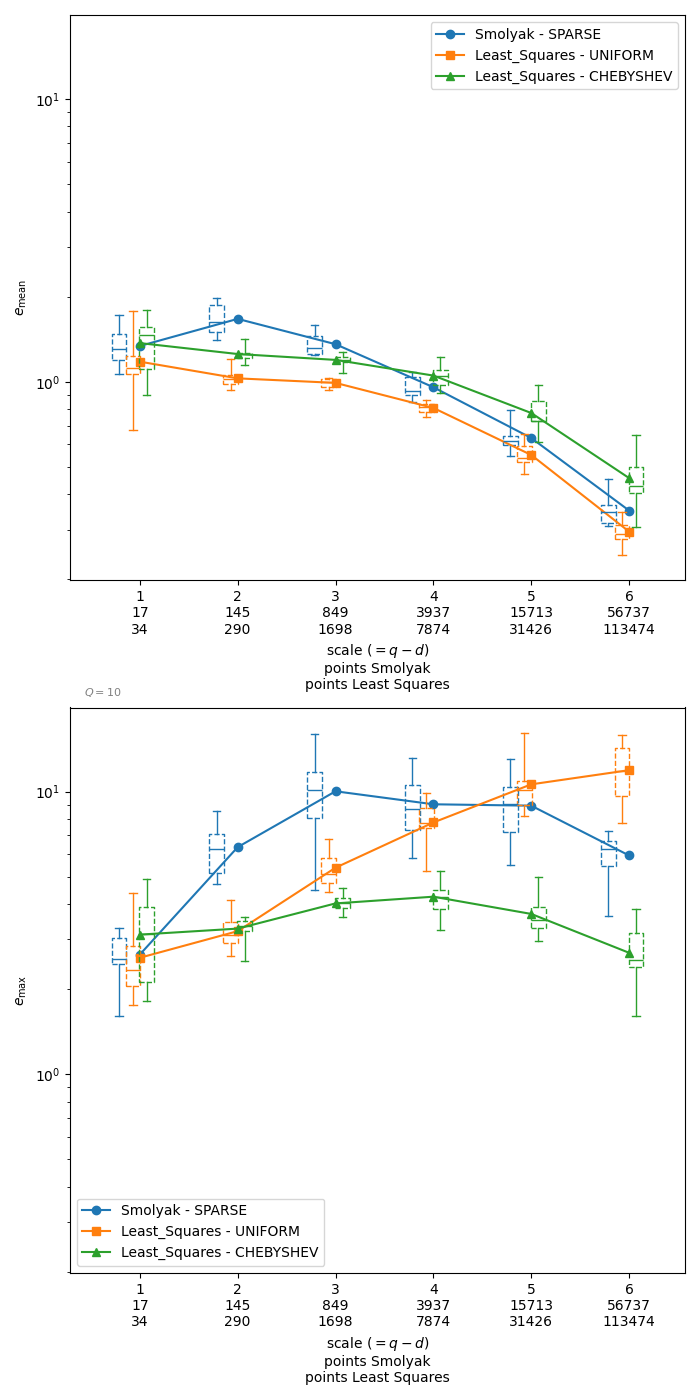 Smolyak - SPARSE
Least_Squares - UNIFORM
Least_Squares - CHEBYSHEV
10¹
10⁰
e_mean
1 2 3 4 5 6
17 145 849 3937 15713 56737
34 290 1698 7874 31426 113474
scale (= q − d)
points Smolyak
points Least Squares
Q = 10
10¹
10⁰
e_max
Smolyak - SPARSE
Least_Squares - UNIFORM
Least_Squares - CHEBYSHEV
1 2 3 4 5 6
17 145 849 3937 15713 56737
34 290 1698 7874 31426 113474
scale (= q − d)
points Smolyak
points Least Squares